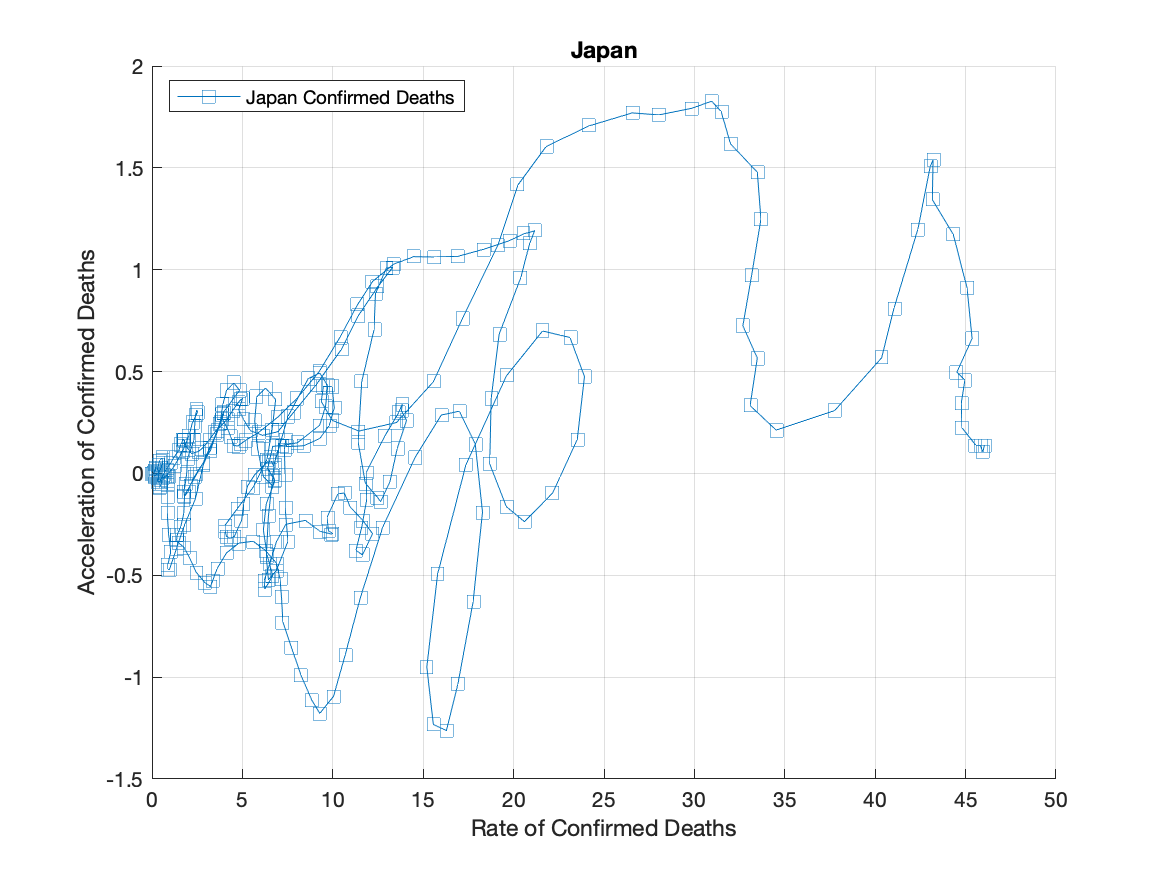 Japan
Japan Confirmed Deaths
2
1.5
1
0.5
0
-0.5
-1
-1.5
Acceleration of Confirmed Deaths
0 5 10 15 20 25 30 35 40 45 50
Rate of Confirmed Deaths